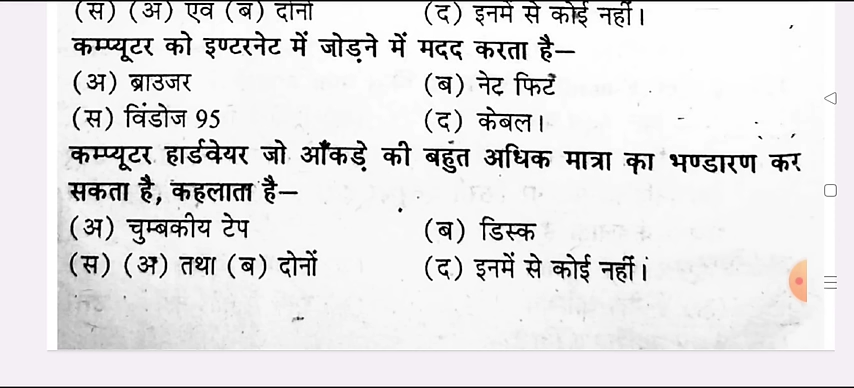 (स) (अ) एवं (ब) दोनों (द) इनमें से कोई नहीं।
कम्प्यूटर को इण्टरनेट में जोड़ने में मदद करता है—
(अ) ब्राउजर (ब) नेट फिटँ
(स) विंडोज 95 (द) केबल।
कम्प्यूटर हार्डवेयर जो आँकड़े की बहुत अधिक मात्रा का भण्डारण कर
सकता है, कहलाता है—
(अ) चुम्बकीय टेप (ब) डिस्क
(स) (अ) तथा (ब) दोनों (द) इनमें से कोई नहीं।